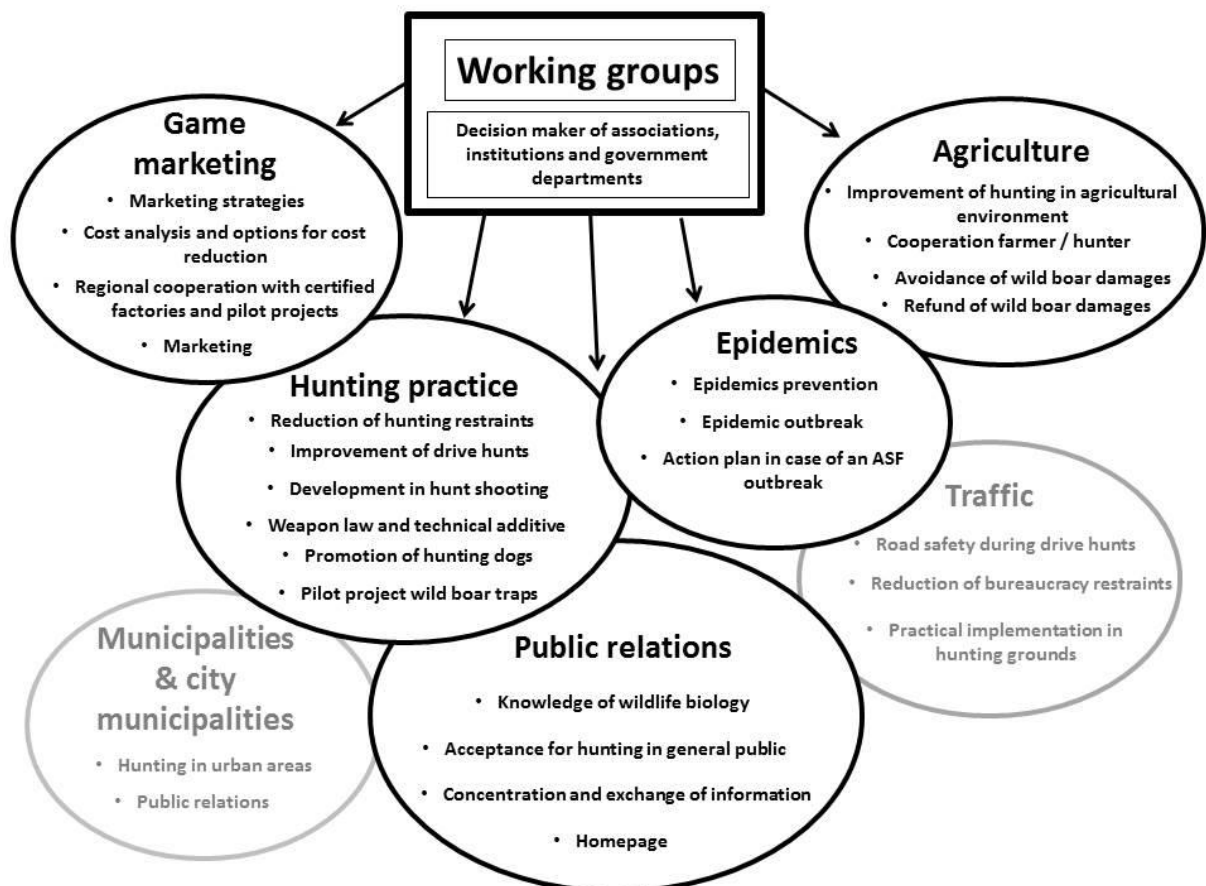 Working groups
Decision maker of associations,
institutions and government
departments
Game
marketing
• Marketing strategies
• Cost analysis and options for cost
reduction
• Regional cooperation with certified
factories and pilot projects
• Marketing
Agriculture
• Improvement of hunting in agricultural
environment
• Cooperation farmer / hunter
• Avoidance of wild boar damages
• Refund of wild boar damages
Hunting practice
• Reduction of hunting restraints
• Improvement of drive hunts
• Development in hunt shooting
• Weapon law and technical additive
• Promotion of hunting dogs
• Pilot project wild boar traps
Epidemics
• Epidemics prevention
• Epidemic outbreak
• Action plan in case of an ASF
outbreak
Traffic
• Road safety during drive hunts
• Reduction of bureaucracy restraints
• Practical implementation in
hunting grounds
Municipalities
& city
municipalities
• Hunting in urban areas
• Public relations
Public relations
• Knowledge of wildlife biology
• Acceptance for hunting in general public
• Concentration and exchange of information
• Homepage